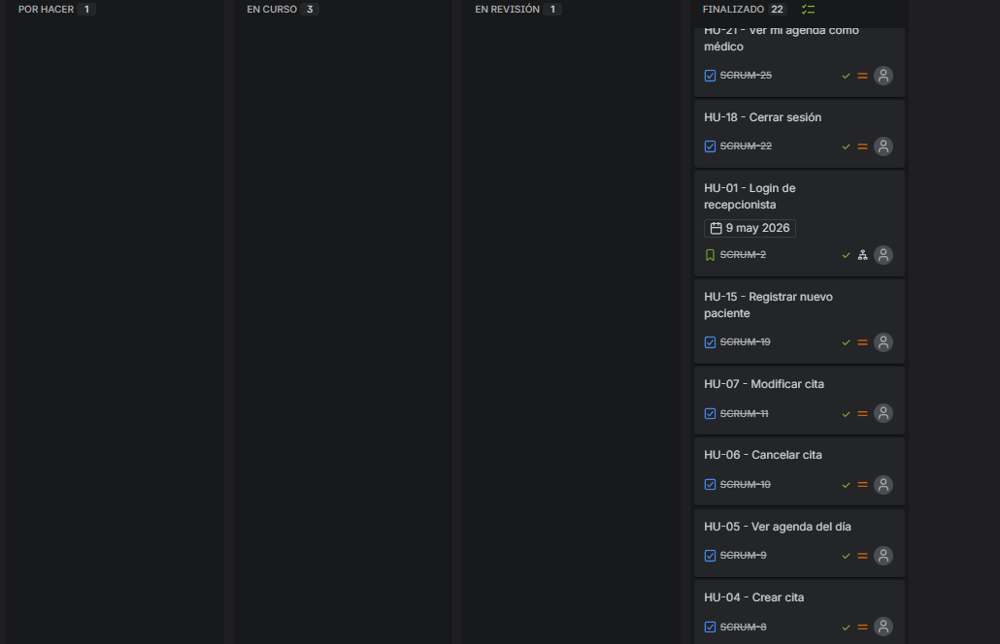 POR HACER 1
EN CURSO 3
EN REVISIÓN 1
FINALIZADO 22
HU-21 - Ver mi agenda como
médico
SCRUM-25
HU-18 - Cerrar sesión
SCRUM-22
HU-01 - Login de
recepcionista
9 may 2026
SCRUM-2
HU-15 - Registrar nuevo
paciente
SCRUM-19
HU-07 - Modificar cita
SCRUM-11
HU-06 - Cancelar cita
SCRUM-10
HU-05 - Ver agenda del día
SCRUM-9
HU-04 - Crear cita
SCRUM-8